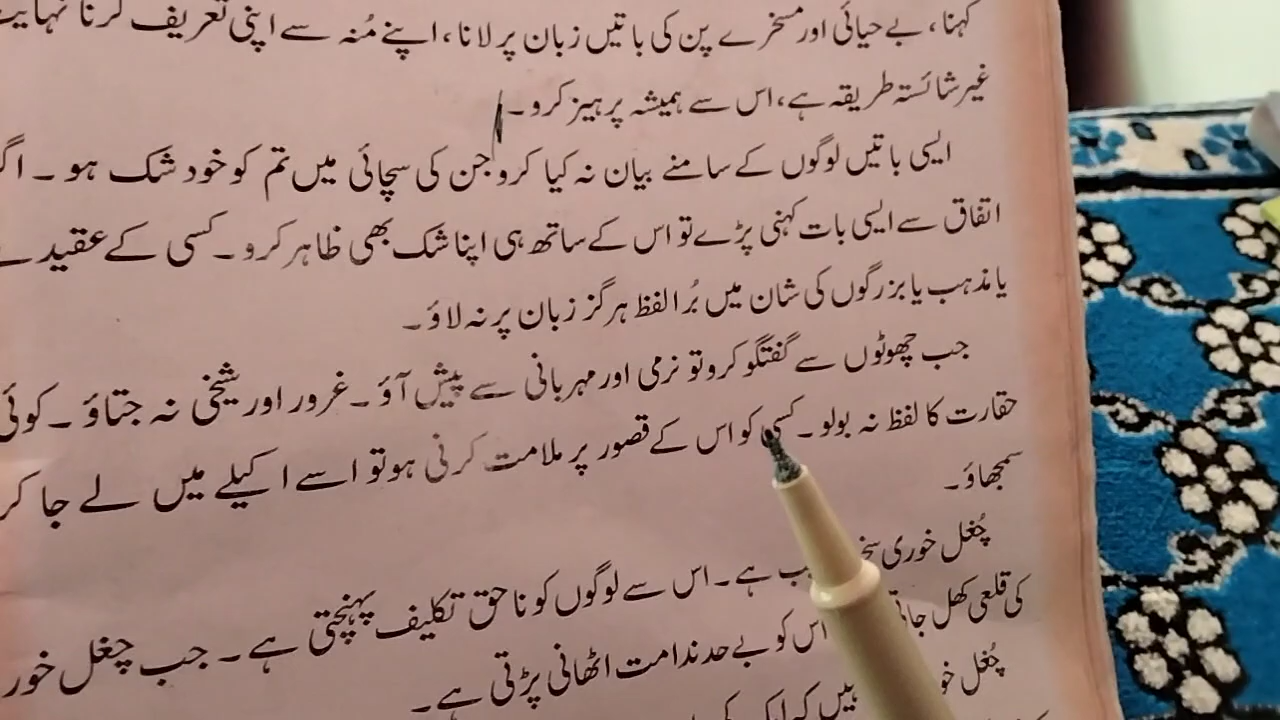 کہنا، بے حیائی اور مسخرے پن کی باتیں زبان پر لانا، اپنے مُنہ سے اپنی تعریف کرنا نہایت
غیر شائستہ طریقہ ہے، اس سے ہمیشہ پرہیز کرو۔
ایسی باتیں لوگوں کے سامنے بیان نہ کیا کرو جن کی سچائی میں تم کو خود شک ہو ۔ اگر
اتفاق سے ایسی بات کہنی پڑے تو اس کے ساتھ ہی اپنا شک بھی ظاہر کرو ۔ کسی کے عقیدے
یا مذہب یا بزرگوں کی شان میں بُرا لفظ ہرگز زبان پر نہ لاؤ ۔
جب چھوٹوں سے گفتگو کرو تو نرمی اور مہربانی سے پیش آؤ ۔ غرور اور شیخی نہ جتاؤ ۔ کوئی
حقارت کا لفظ نہ بولو ۔ کسی کو اس کے قصور پر ملامت کرنی ہو تو اسے اکیلے میں لے جا کر
سمجھاؤ ۔
چُغل خوری ہے ۔ اس سے لوگوں کو ناحق تکلیف پہنچتی ہے ۔ جب چغل خور
کی قلعی کھل اس کو بے حد ندامت اٹھانی پڑتی ہے ۔
چُغل ہیں کہ ایک کی